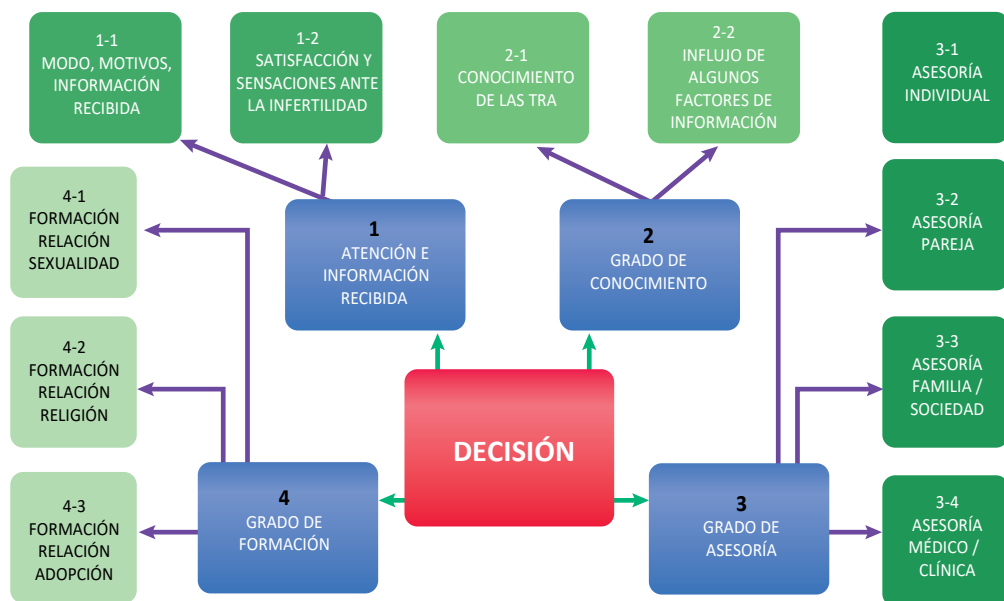 1-1
MODO, MOTIVOS,
INFORMACIÓN
RECIBIDA
1-2
SATISFACCIÓN Y
SENSACIONES ANTE
LA INFERTILIDAD
2-1
CONOCIMIENTO
DE LAS TRA
2-2
INFLUJO DE
ALGUNOS
FACTORES DE
INFORMACIÓN
3-1
ASESORÍA
INDIVIDUAL
4-1
FORMACIÓN
RELACIÓN
SEXUALIDAD
1
ATENCIÓN E
INFORMACIÓN
RECIBIDA
2
GRADO DE
CONOCIMIENTO
3-2
ASESORÍA
PAREJA
4-2
FORMACIÓN
RELACIÓN
RELIGIÓN
DECISIÓN
3-3
ASESORÍA
FAMILIA /
SOCIEDAD
4-3
FORMACIÓN
RELACIÓN
ADOPCIÓN
4
GRADO DE
FORMACIÓN
3
GRADO DE
ASESORÍA
3-4
ASESORÍA
MÉDICO /
CLÍNICA